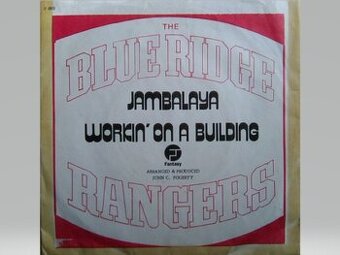 THE
BLUE RIDGE
JAMBALAYA
WORKIN' ON A BUILDING
Fantasy
ARRANGED & PRODUCED
JOHN C. FOGERTY
RANGERS